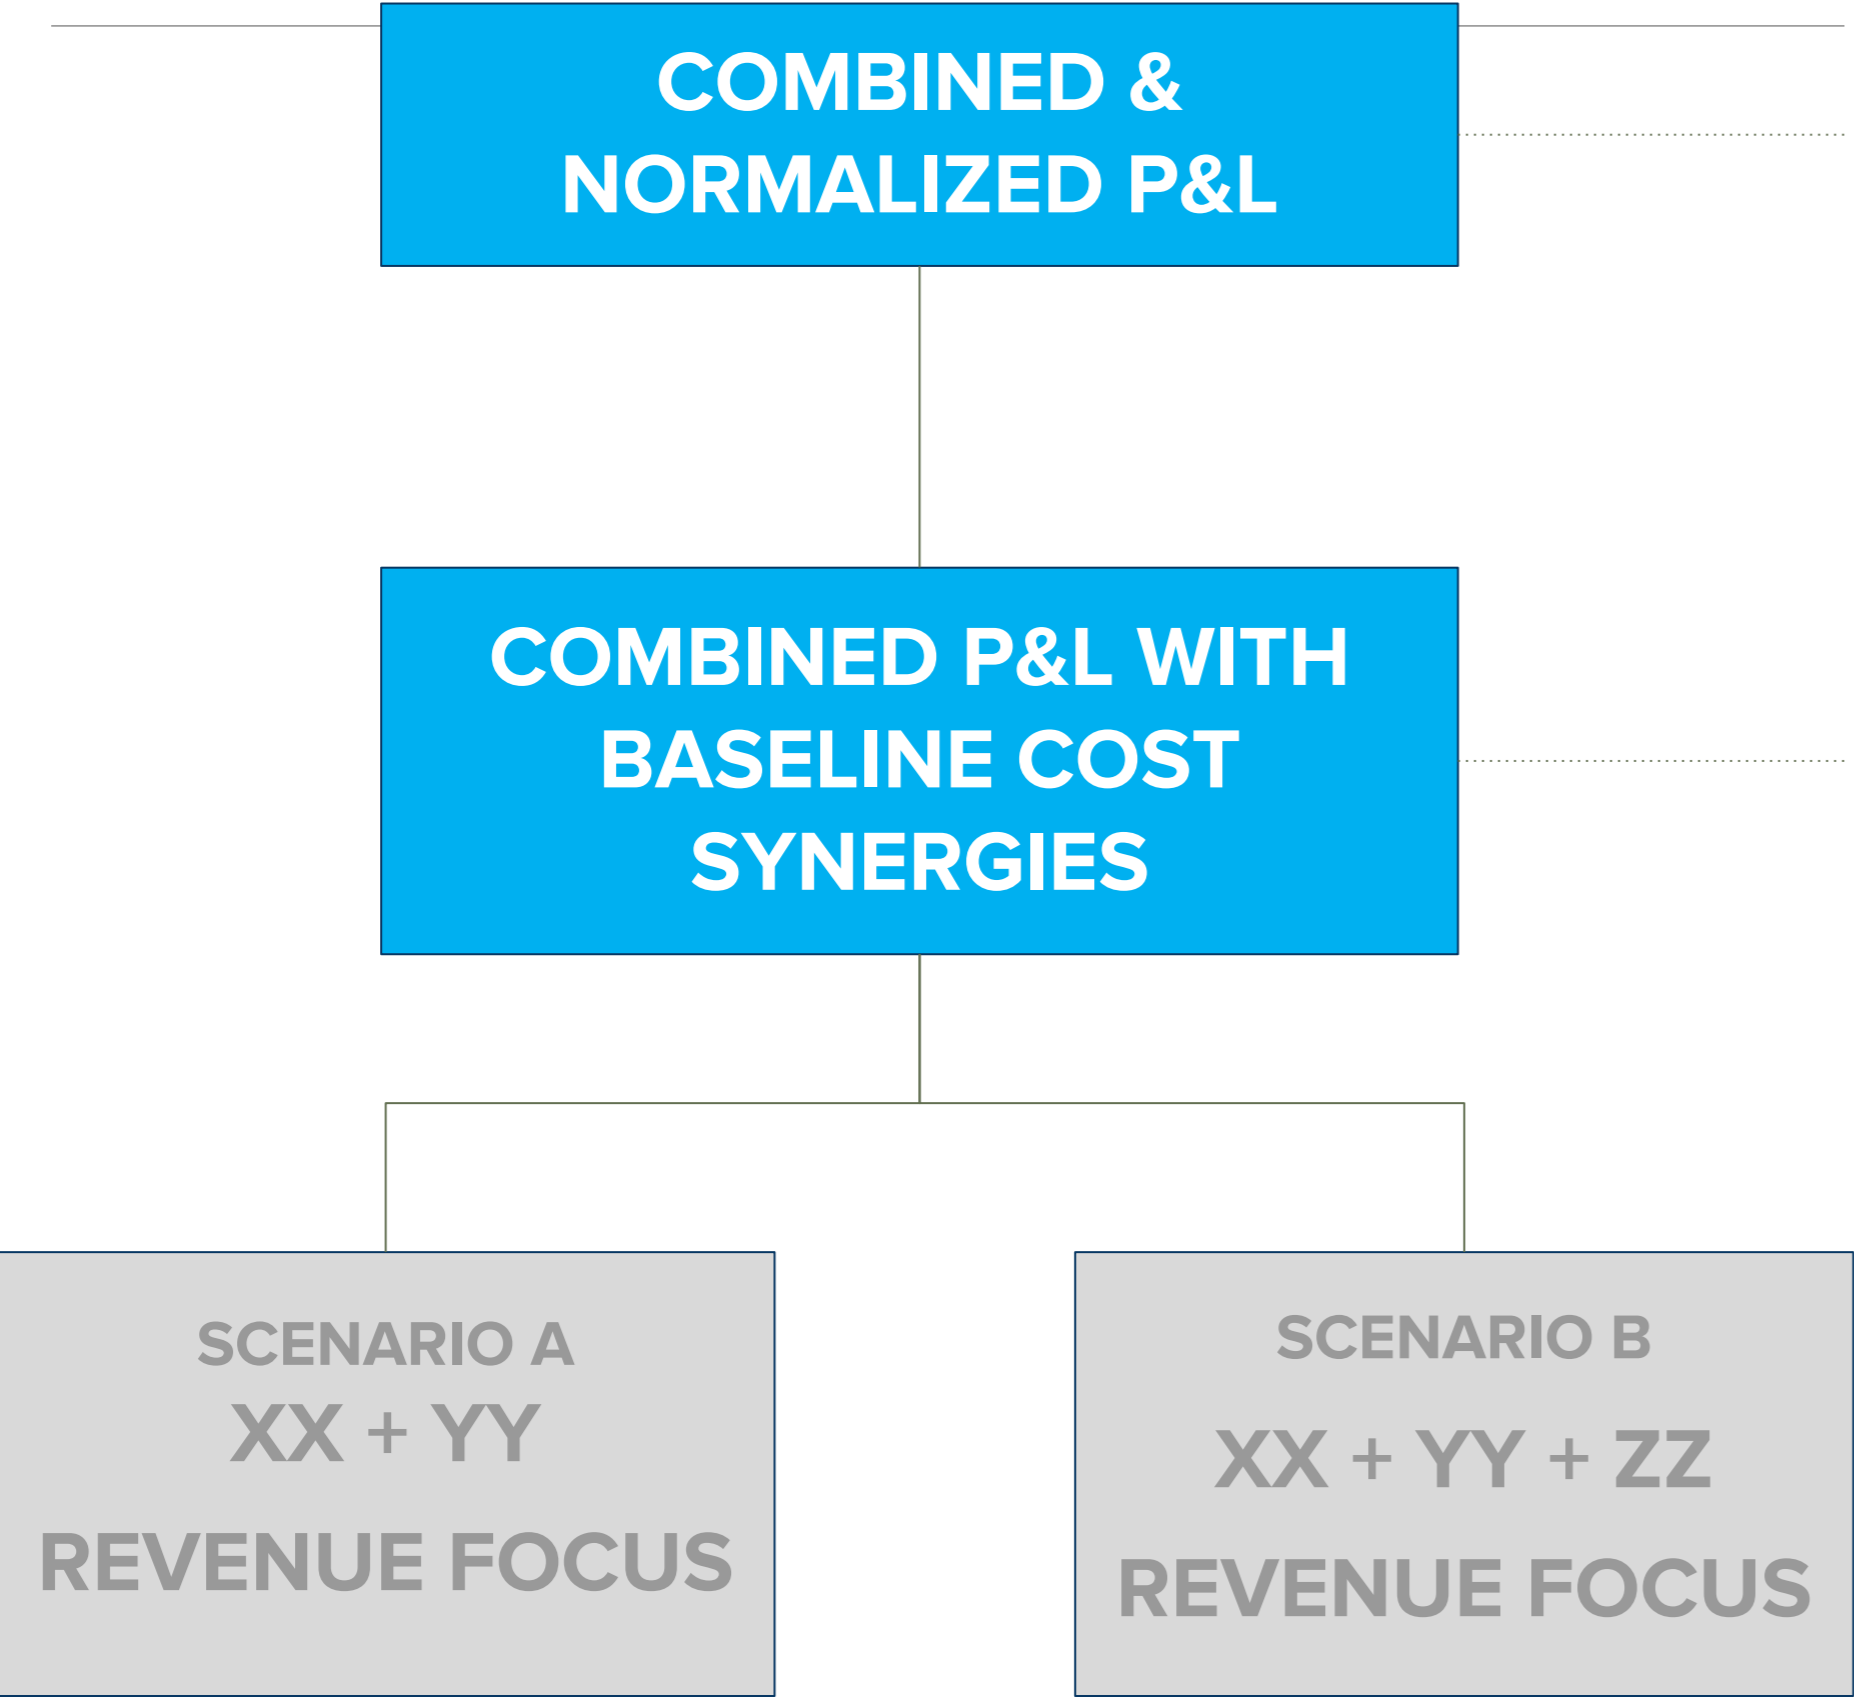 COMBINED &
NORMALIZED P&L
COMBINED P&L WITH
BASELINE COST
SYNERGIES
SCENARIO A
XX + YY
REVENUE FOCUS
SCENARIO B
XX + YY + ZZ
REVENUE FOCUS